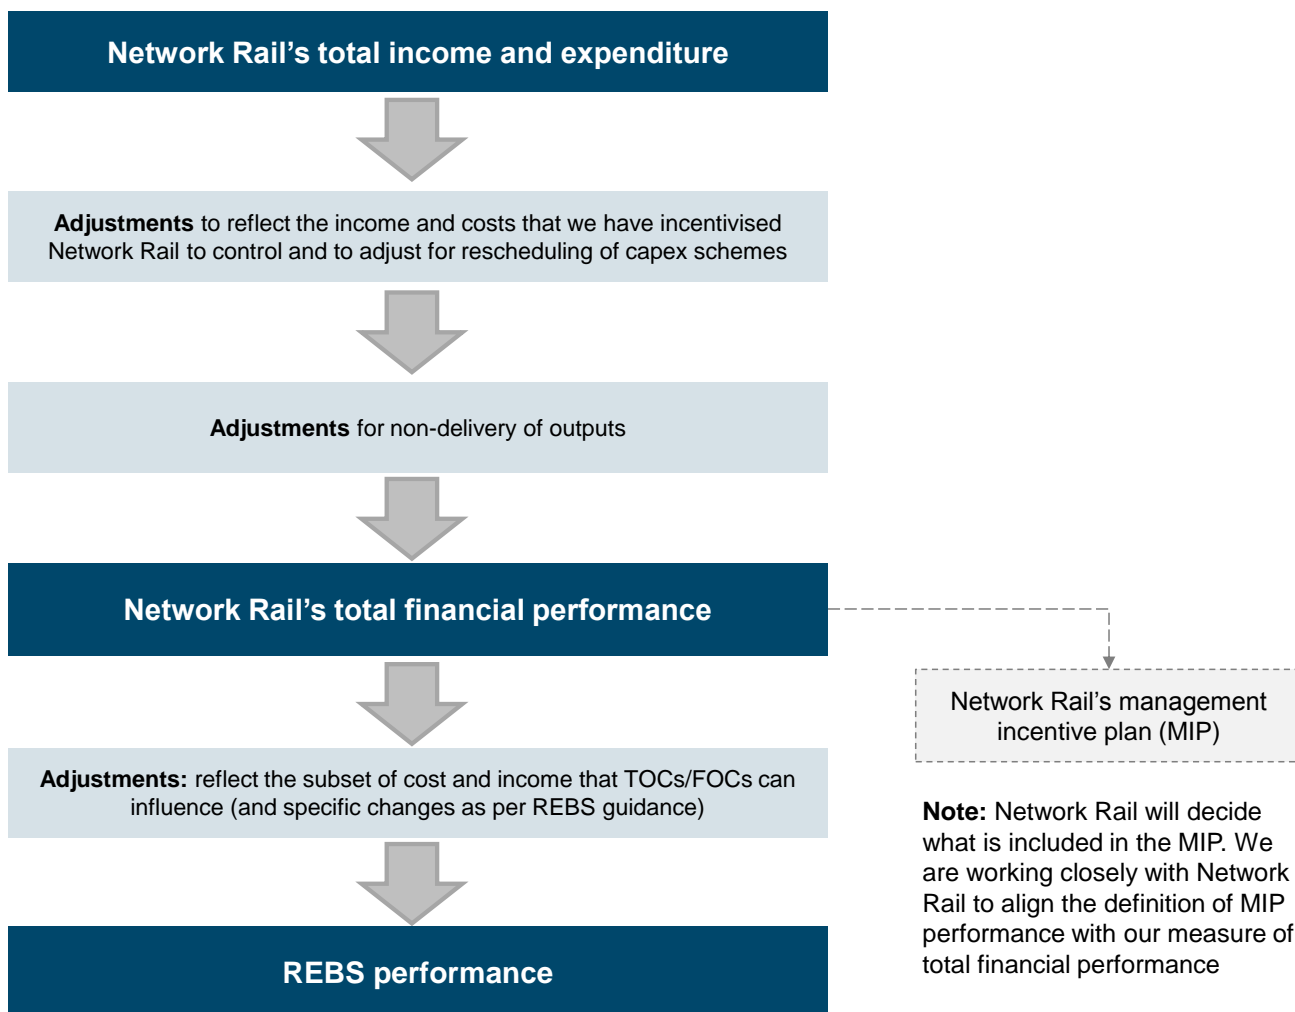 Network Rail's total income and expenditure
Adjustments to reflect the income and costs that we have incentivised
Network Rail to control and to adjust for rescheduling of capex schemes
Adjustments for non-delivery of outputs
Network Rail's total financial performance
Network Rail's management
incentive plan (MIP)
Adjustments: reflect the subset of cost and income that TOCs/FOCs can
influence (and specific changes as per REBS guidance)
Note: Network Rail will decide
what is included in the MIP. We
are working closely with Network
Rail to align the definition of MIP
performance with our measure of
total financial performance
REBS performance